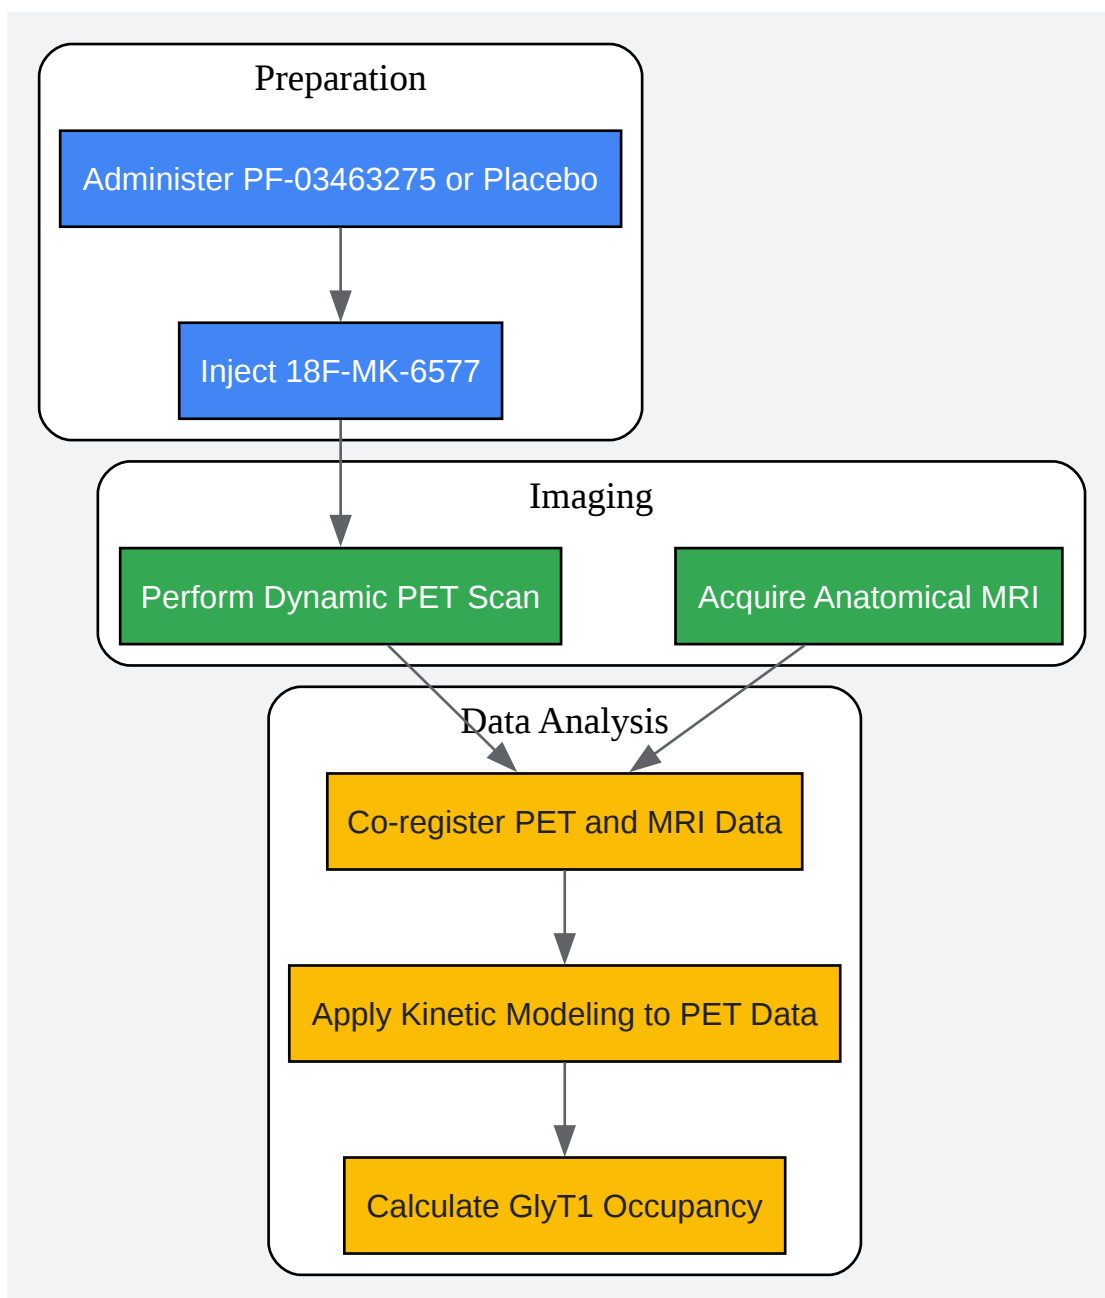 Preparation
Administer PF-03463275 or Placebo
Inject 18F-MK-6577
Imaging
Perform Dynamic PET Scan
Acquire Anatomical MRI
Data Analysis
Co-register PET and MRI Data
Apply Kinetic Modeling to PET Data
Calculate GlyT1 Occupancy